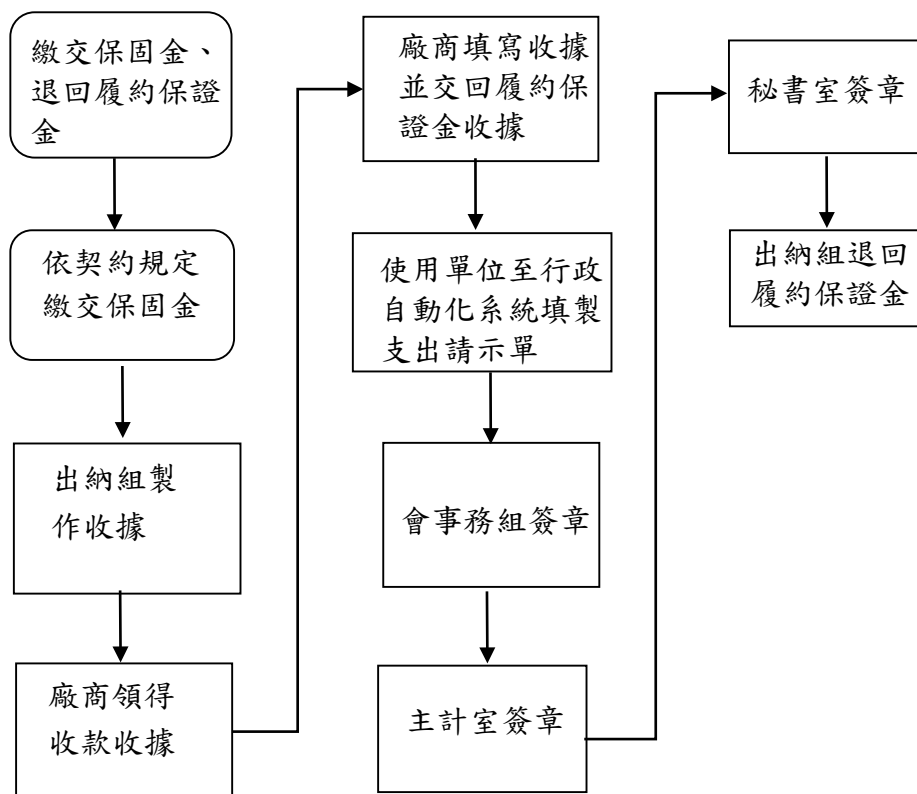 繳交保固金、
退回履約保證
金
依契約規定
繳交保固金
出納組製
作收據
廠商領得
收款收據
廠商填寫收據
並交回履約保
證金收據
使用單位至行政
自動化系統填製
支出請示單
會事務組簽章
主計室簽章
秘書室簽章
出納組退回
履約保證金